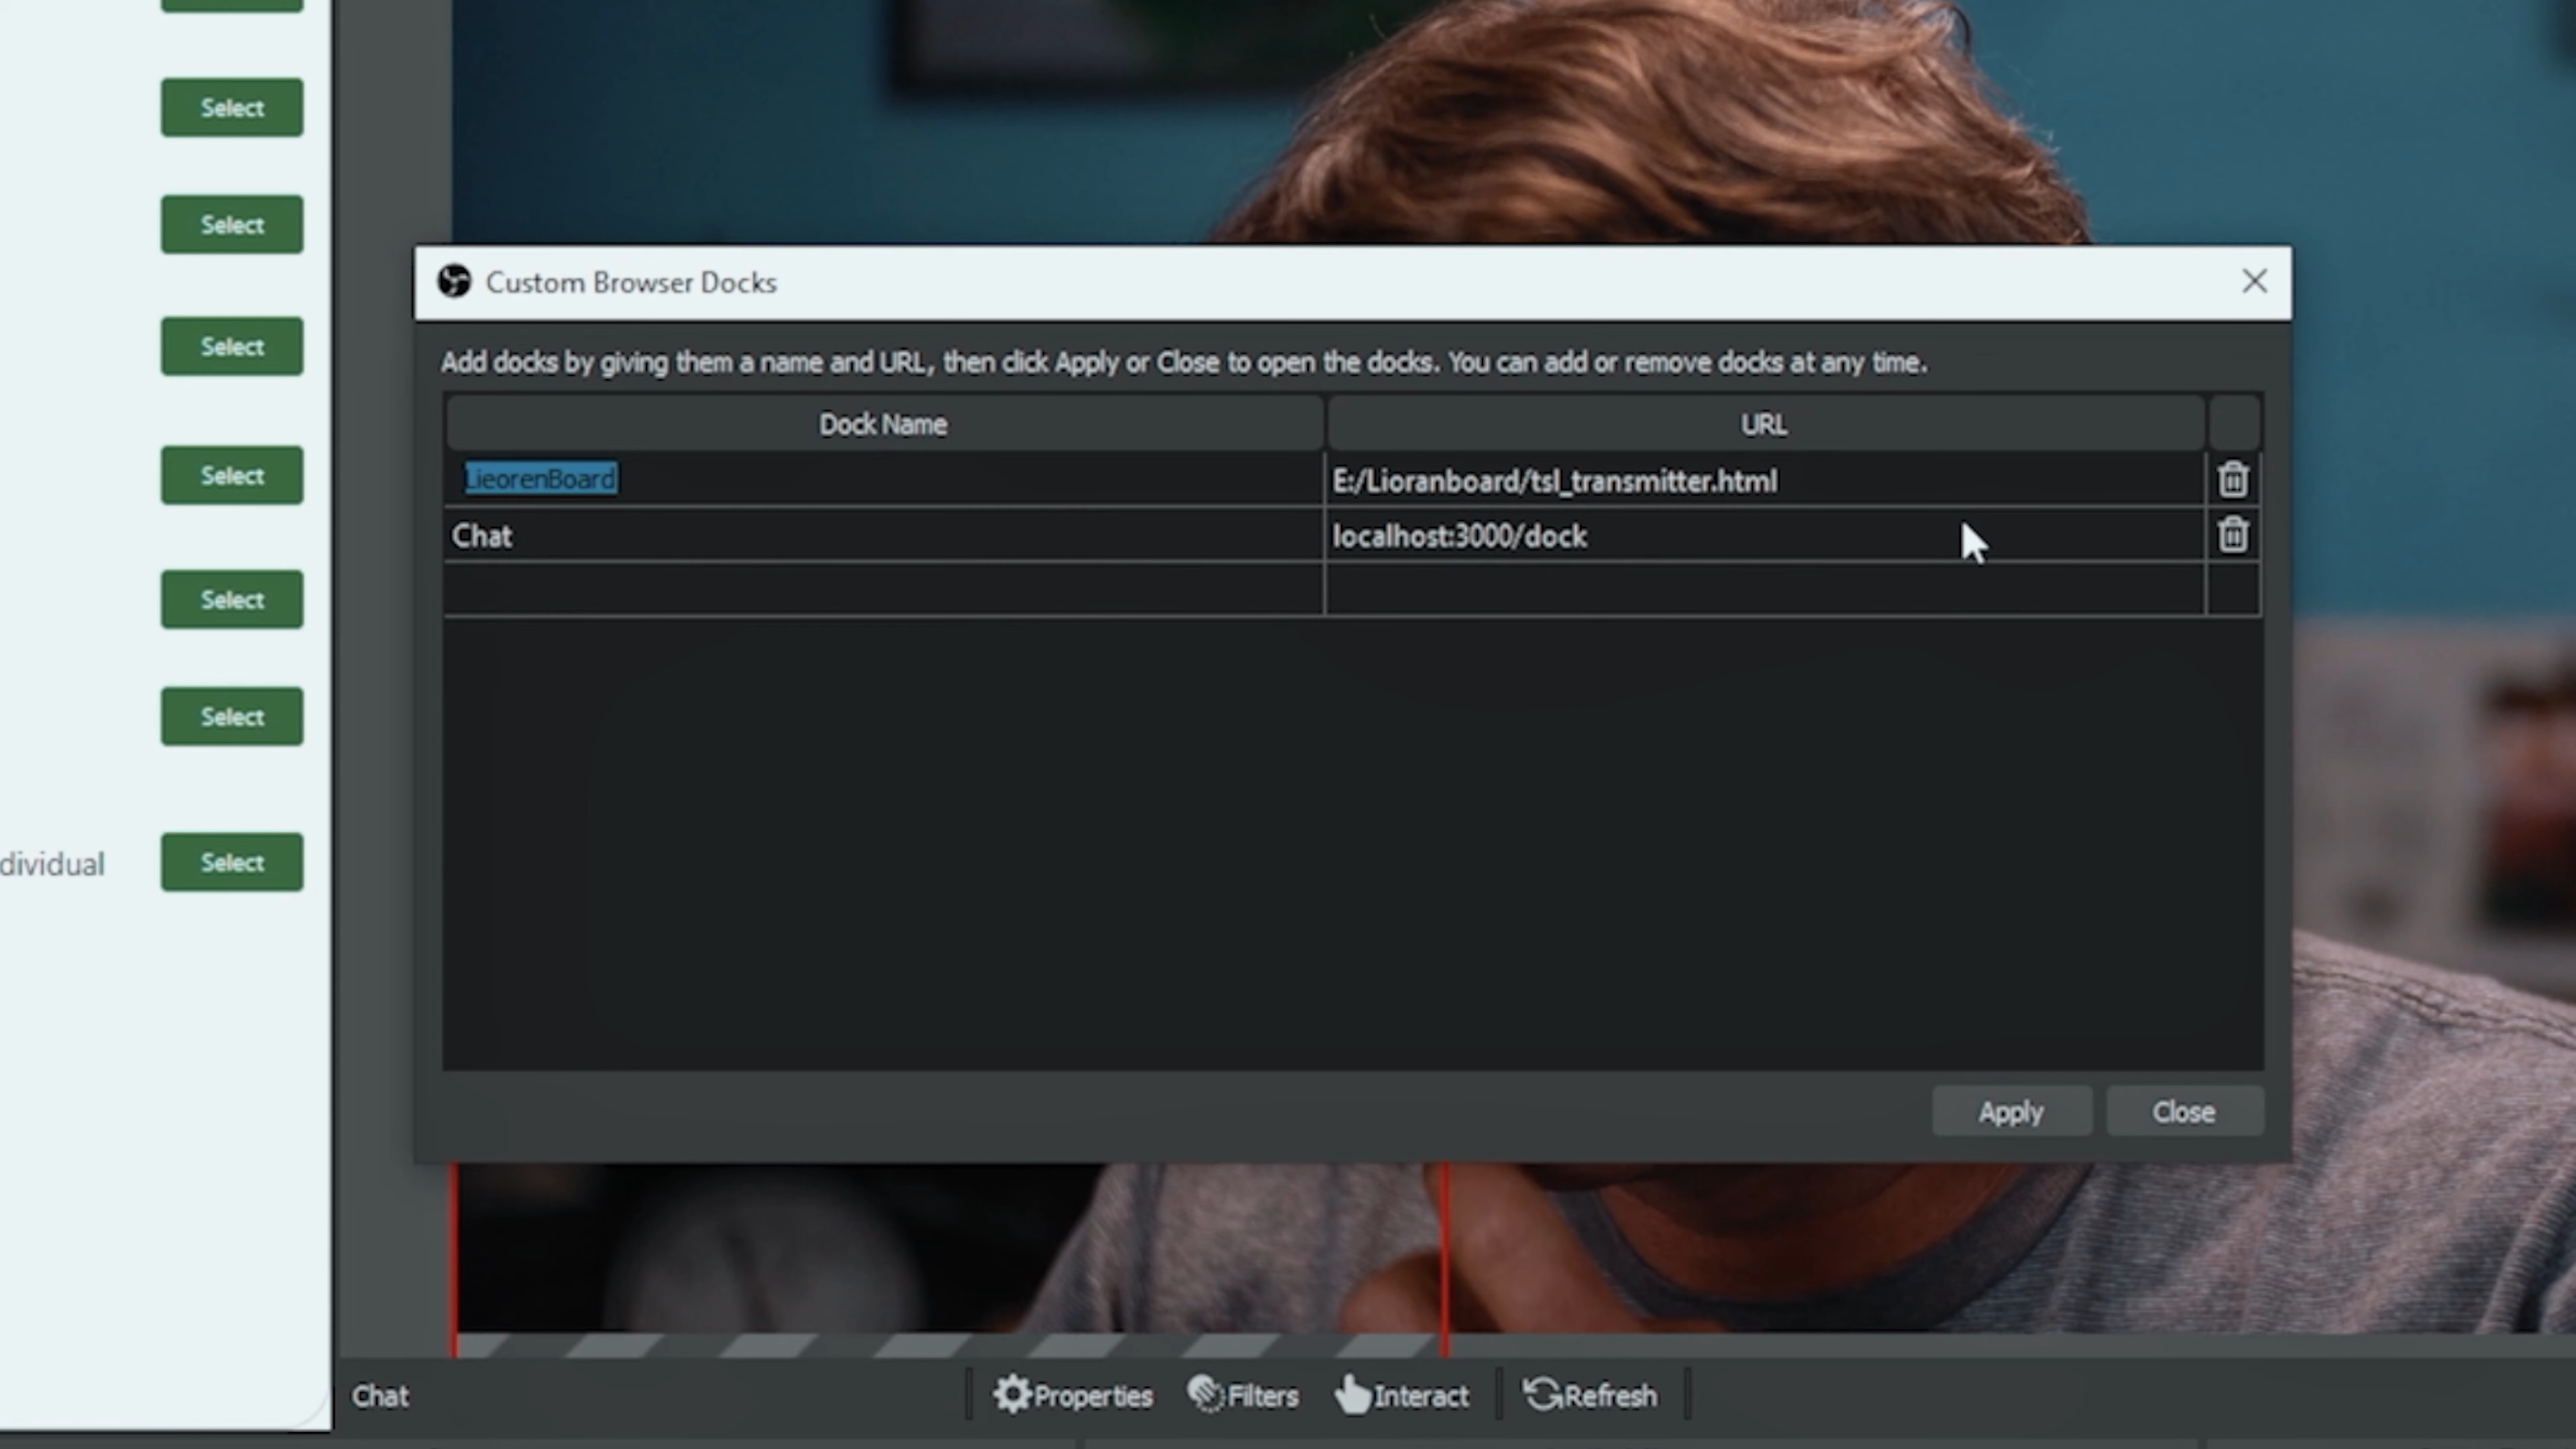 Select
Select
Select
Select
Select
Select
dividual Select
Custom Browser Docks
Add docks by giving them a name and URL, then click Apply or Close to open the docks. You can add or remove docks at any time.
Dock Name URL
LieorenBoard E:/Lioranboard/tsl_transmitter.html
Chat localhost:3000/dock
Apply Close
Chat Properties Filters Interact Refresh